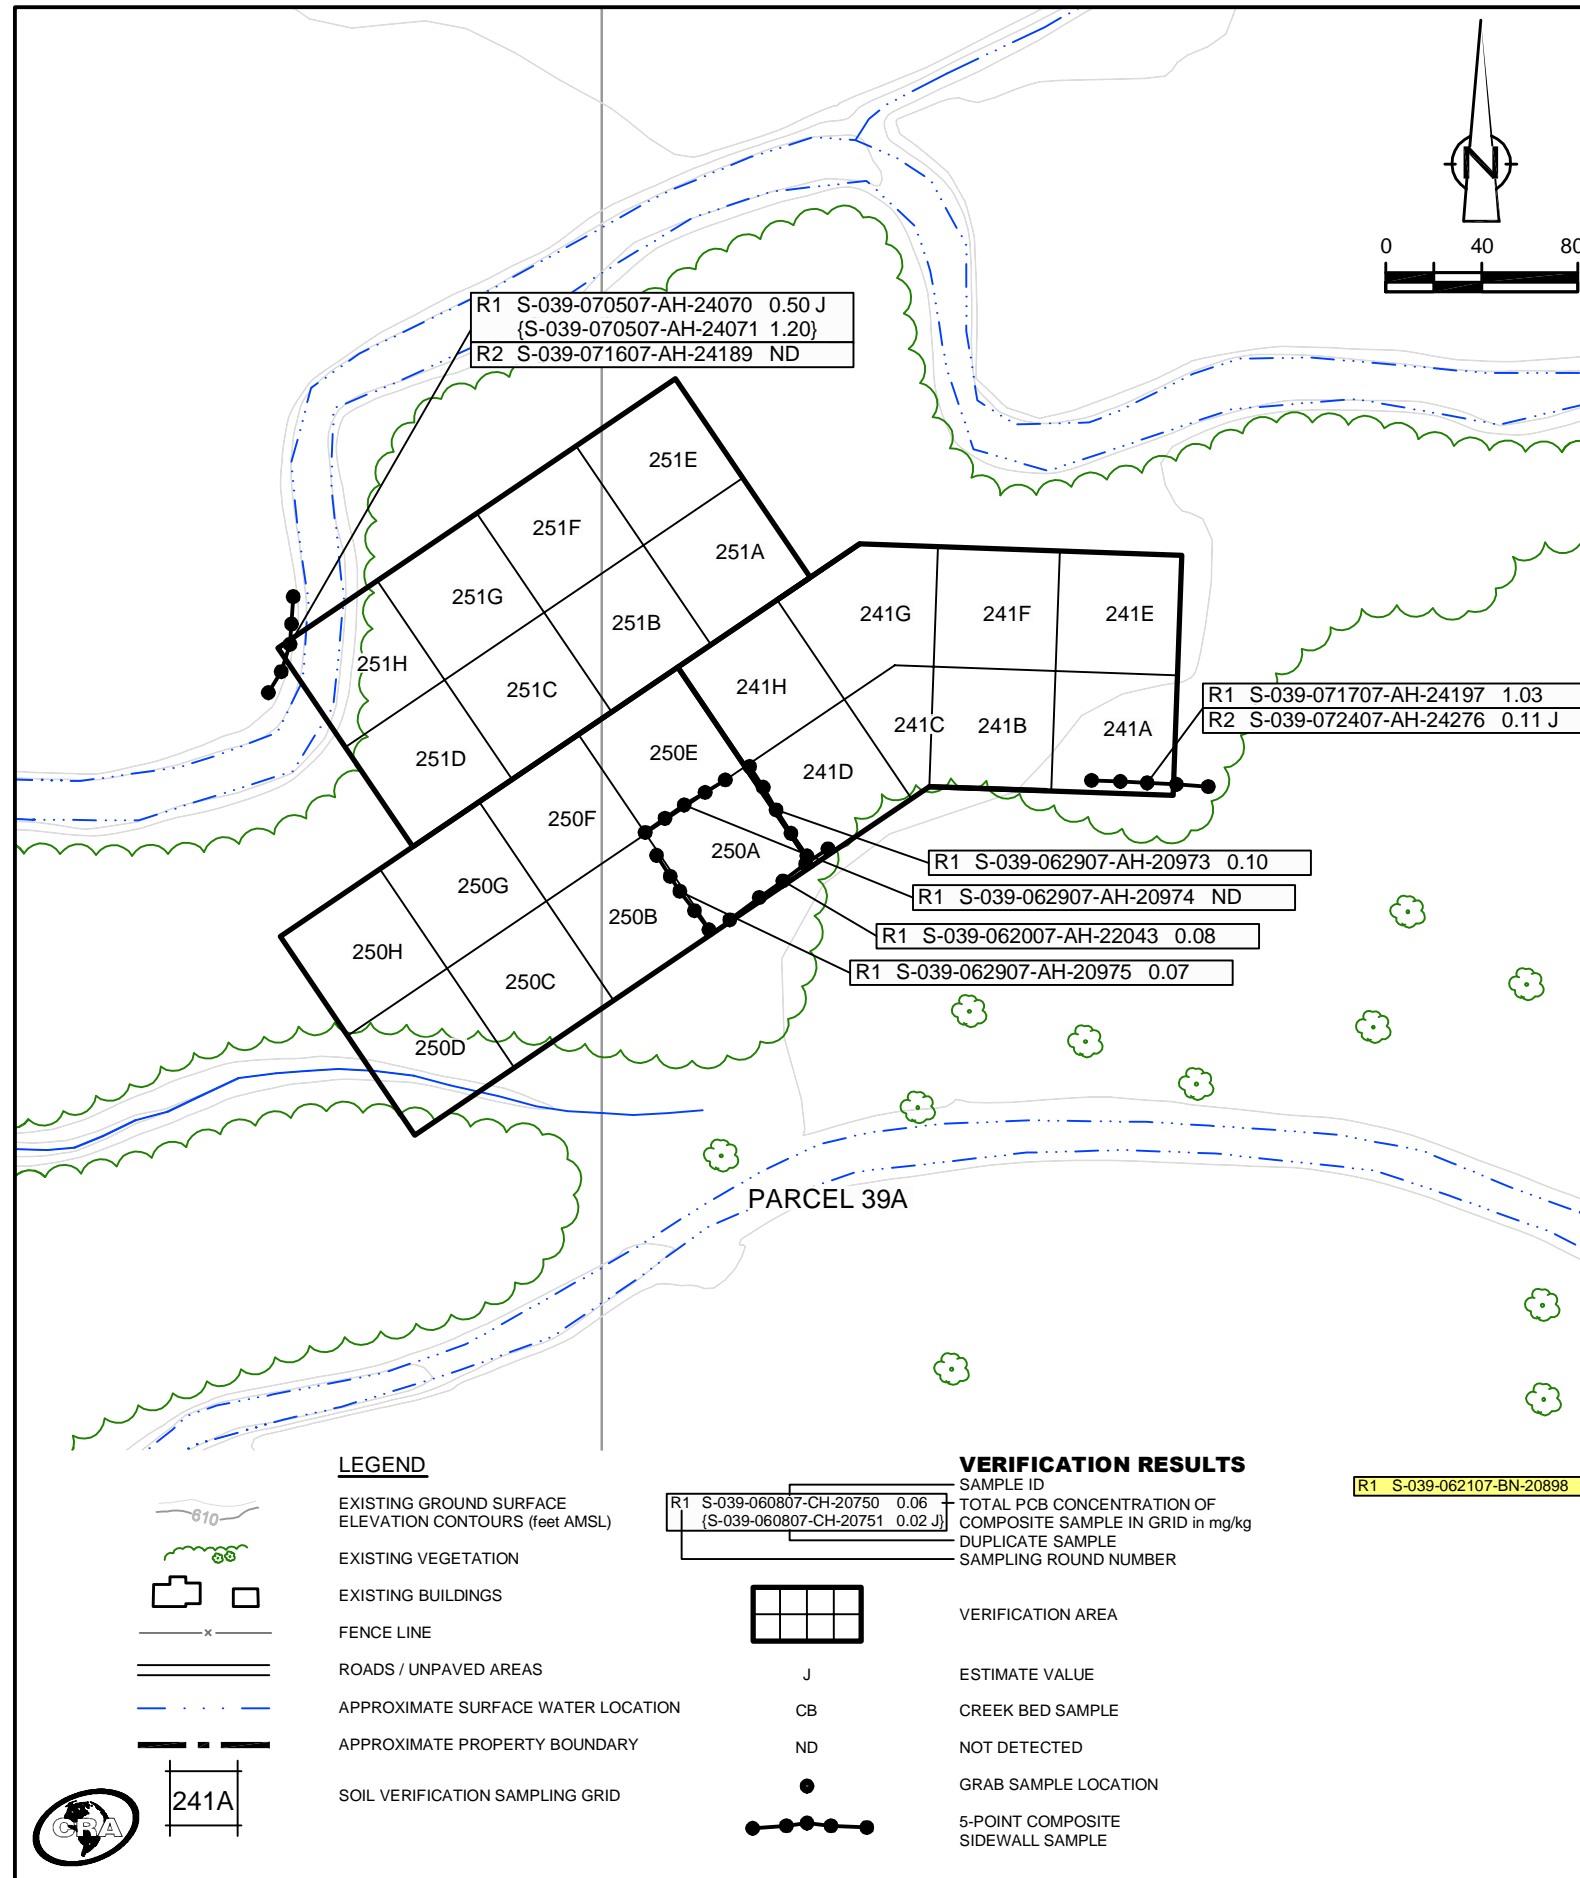 N
0 40 80
R1 S-039-070507-AH-24070 0.50 J
{S-039-070507-AH-24071 1.20}
R2 S-039-071607-AH-24189 ND
251E
251F
251A
251G
251B
251H
251C
251D
241G
241F
241E
241H
241C
241B
241A
241D
R1 S-039-071707-AH-24197 1.03
R2 S-039-072407-AH-24276 0.11 J
250E
250F
250A
250G
250B
250H
250C
250D
R1 S-039-062907-AH-20973 0.10
R1 S-039-062907-AH-20974 ND
R1 S-039-062007-AH-22043 0.08
R1 S-039-062907-AH-20975 0.07
PARCEL 39A
LEGEND
610
EXISTING GROUND SURFACE
ELEVATION CONTOURS (feet AMSL)
EXISTING VEGETATION
EXISTING BUILDINGS
x
FENCE LINE
ROADS / UNPAVED AREAS
APPROXIMATE SURFACE WATER LOCATION
APPROXIMATE PROPERTY BOUNDARY
241A
SOIL VERIFICATION SAMPLING GRID
CRA
VERIFICATION RESULTS
R1 S-039-060807-CH-20750 0.06
{S-039-060807-CH-20751 0.02 J}
SAMPLE ID
TOTAL PCB CONCENTRATION OF
COMPOSITE SAMPLE IN GRID in mg/kg
DUPLICATE SAMPLE
SAMPLING ROUND NUMBER
VERIFICATION AREA
J ESTIMATE VALUE
CB CREEK BED SAMPLE
ND NOT DETECTED
GRAB SAMPLE LOCATION
5-POINT COMPOSITE
SIDEWALL SAMPLE
R1 S-039-062107-BN-20898